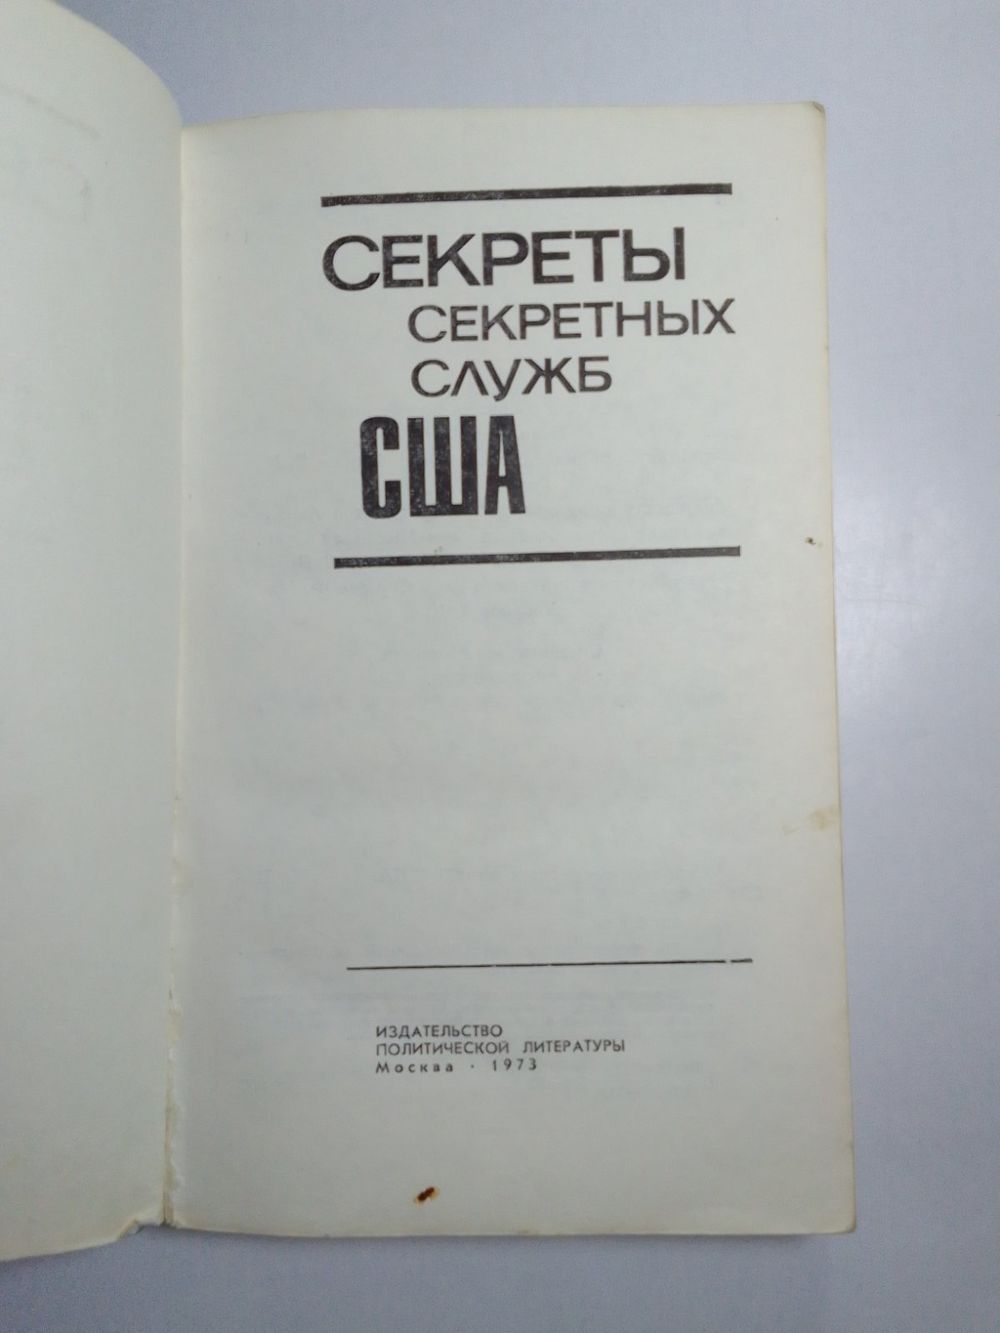 СЕКРЕТЫ
СЕКРЕТНЫХ
СЛУЖБ
США
ИЗДАТЕЛЬСТВО
ПОЛИТИЧЕСКОЙ ЛИТЕРАТУРЫ
Москва · 1973